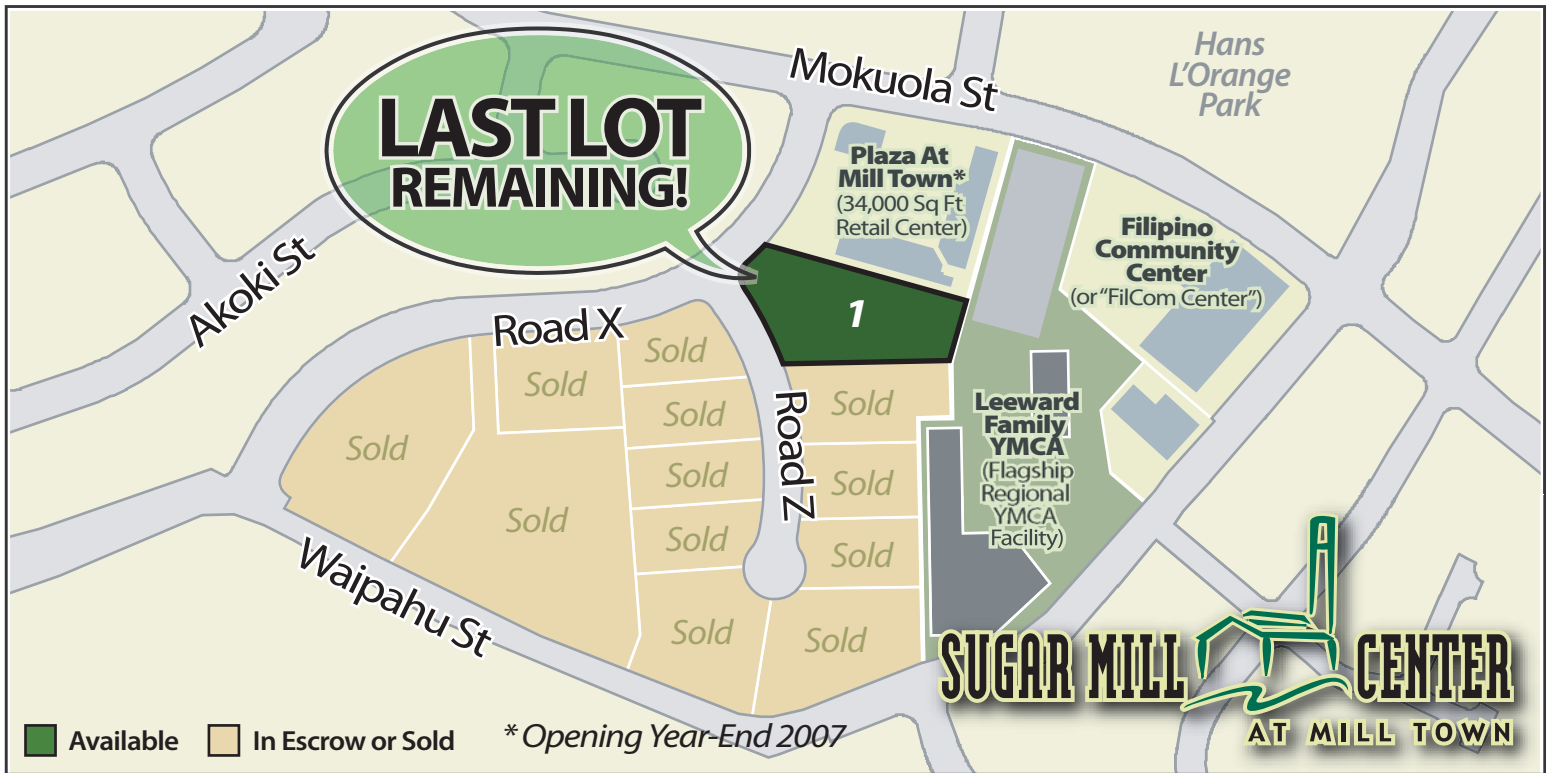 Hans
L'Orange
Park
Mokuola St
LAST LOT
REMAINING!
Plaza At
Mill Town*
(34,000 Sq Ft
Retail Center)
Filipino
Community
Center
(or "FilCom Center")
Akoki St
1
Road X
Sold
Sold
Sold
Sold
Road Z
Leeward
Family
YMCA
(Flagship
Regional
YMCA
Facility)
Sold
Sold
Sold
Sold
Sold
Sold
Waipahu St
Sold
Sold
SUGAR MILL CENTER
AT MILL TOWN
Available
In Escrow or Sold
* Opening Year-End 2007